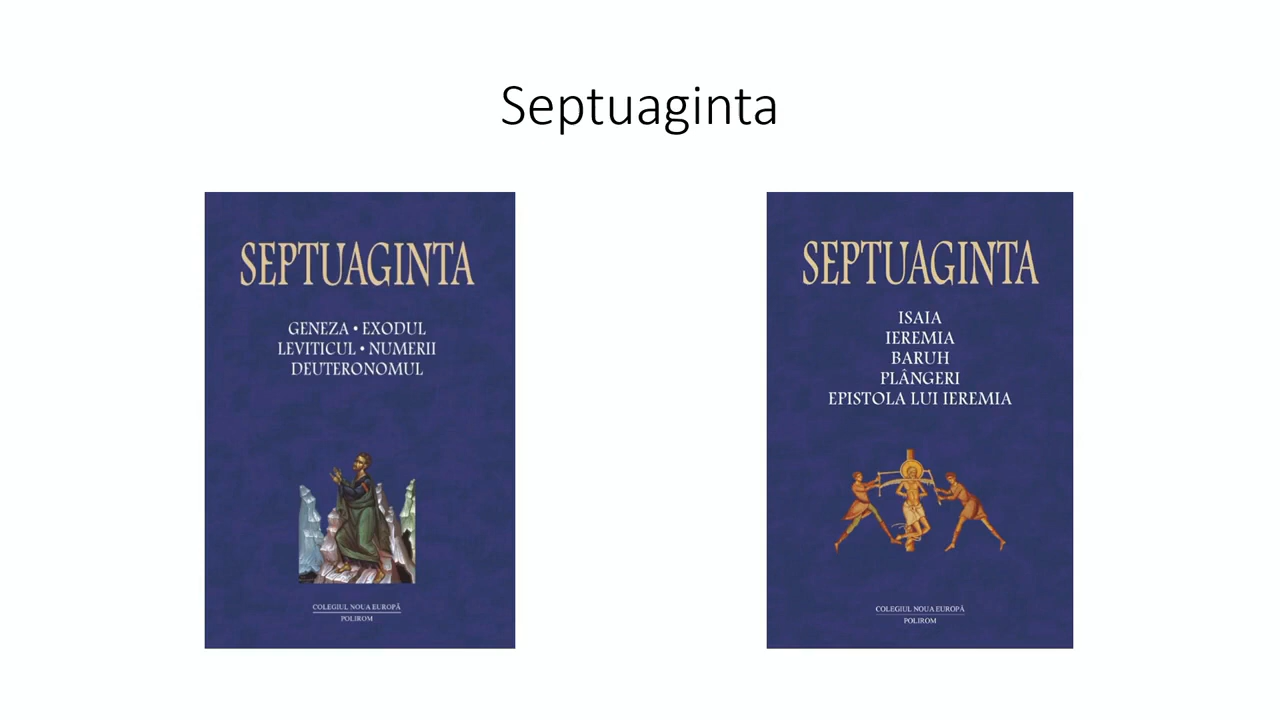 Septuaginta
SEPTUAGINTA
GENEZA • EXODUL
LEVITICUL • NUMERII
DEUTERONOMUL
COLEGIUL NOUA EUROPĂ
POLIROM
SEPTUAGINTA
ISAIA
IEREMIA
BARUH
PLÂNGERI
EPISTOLA LUI IEREMIA
COLEGIUL NOUA EUROPĂ
POLIROM